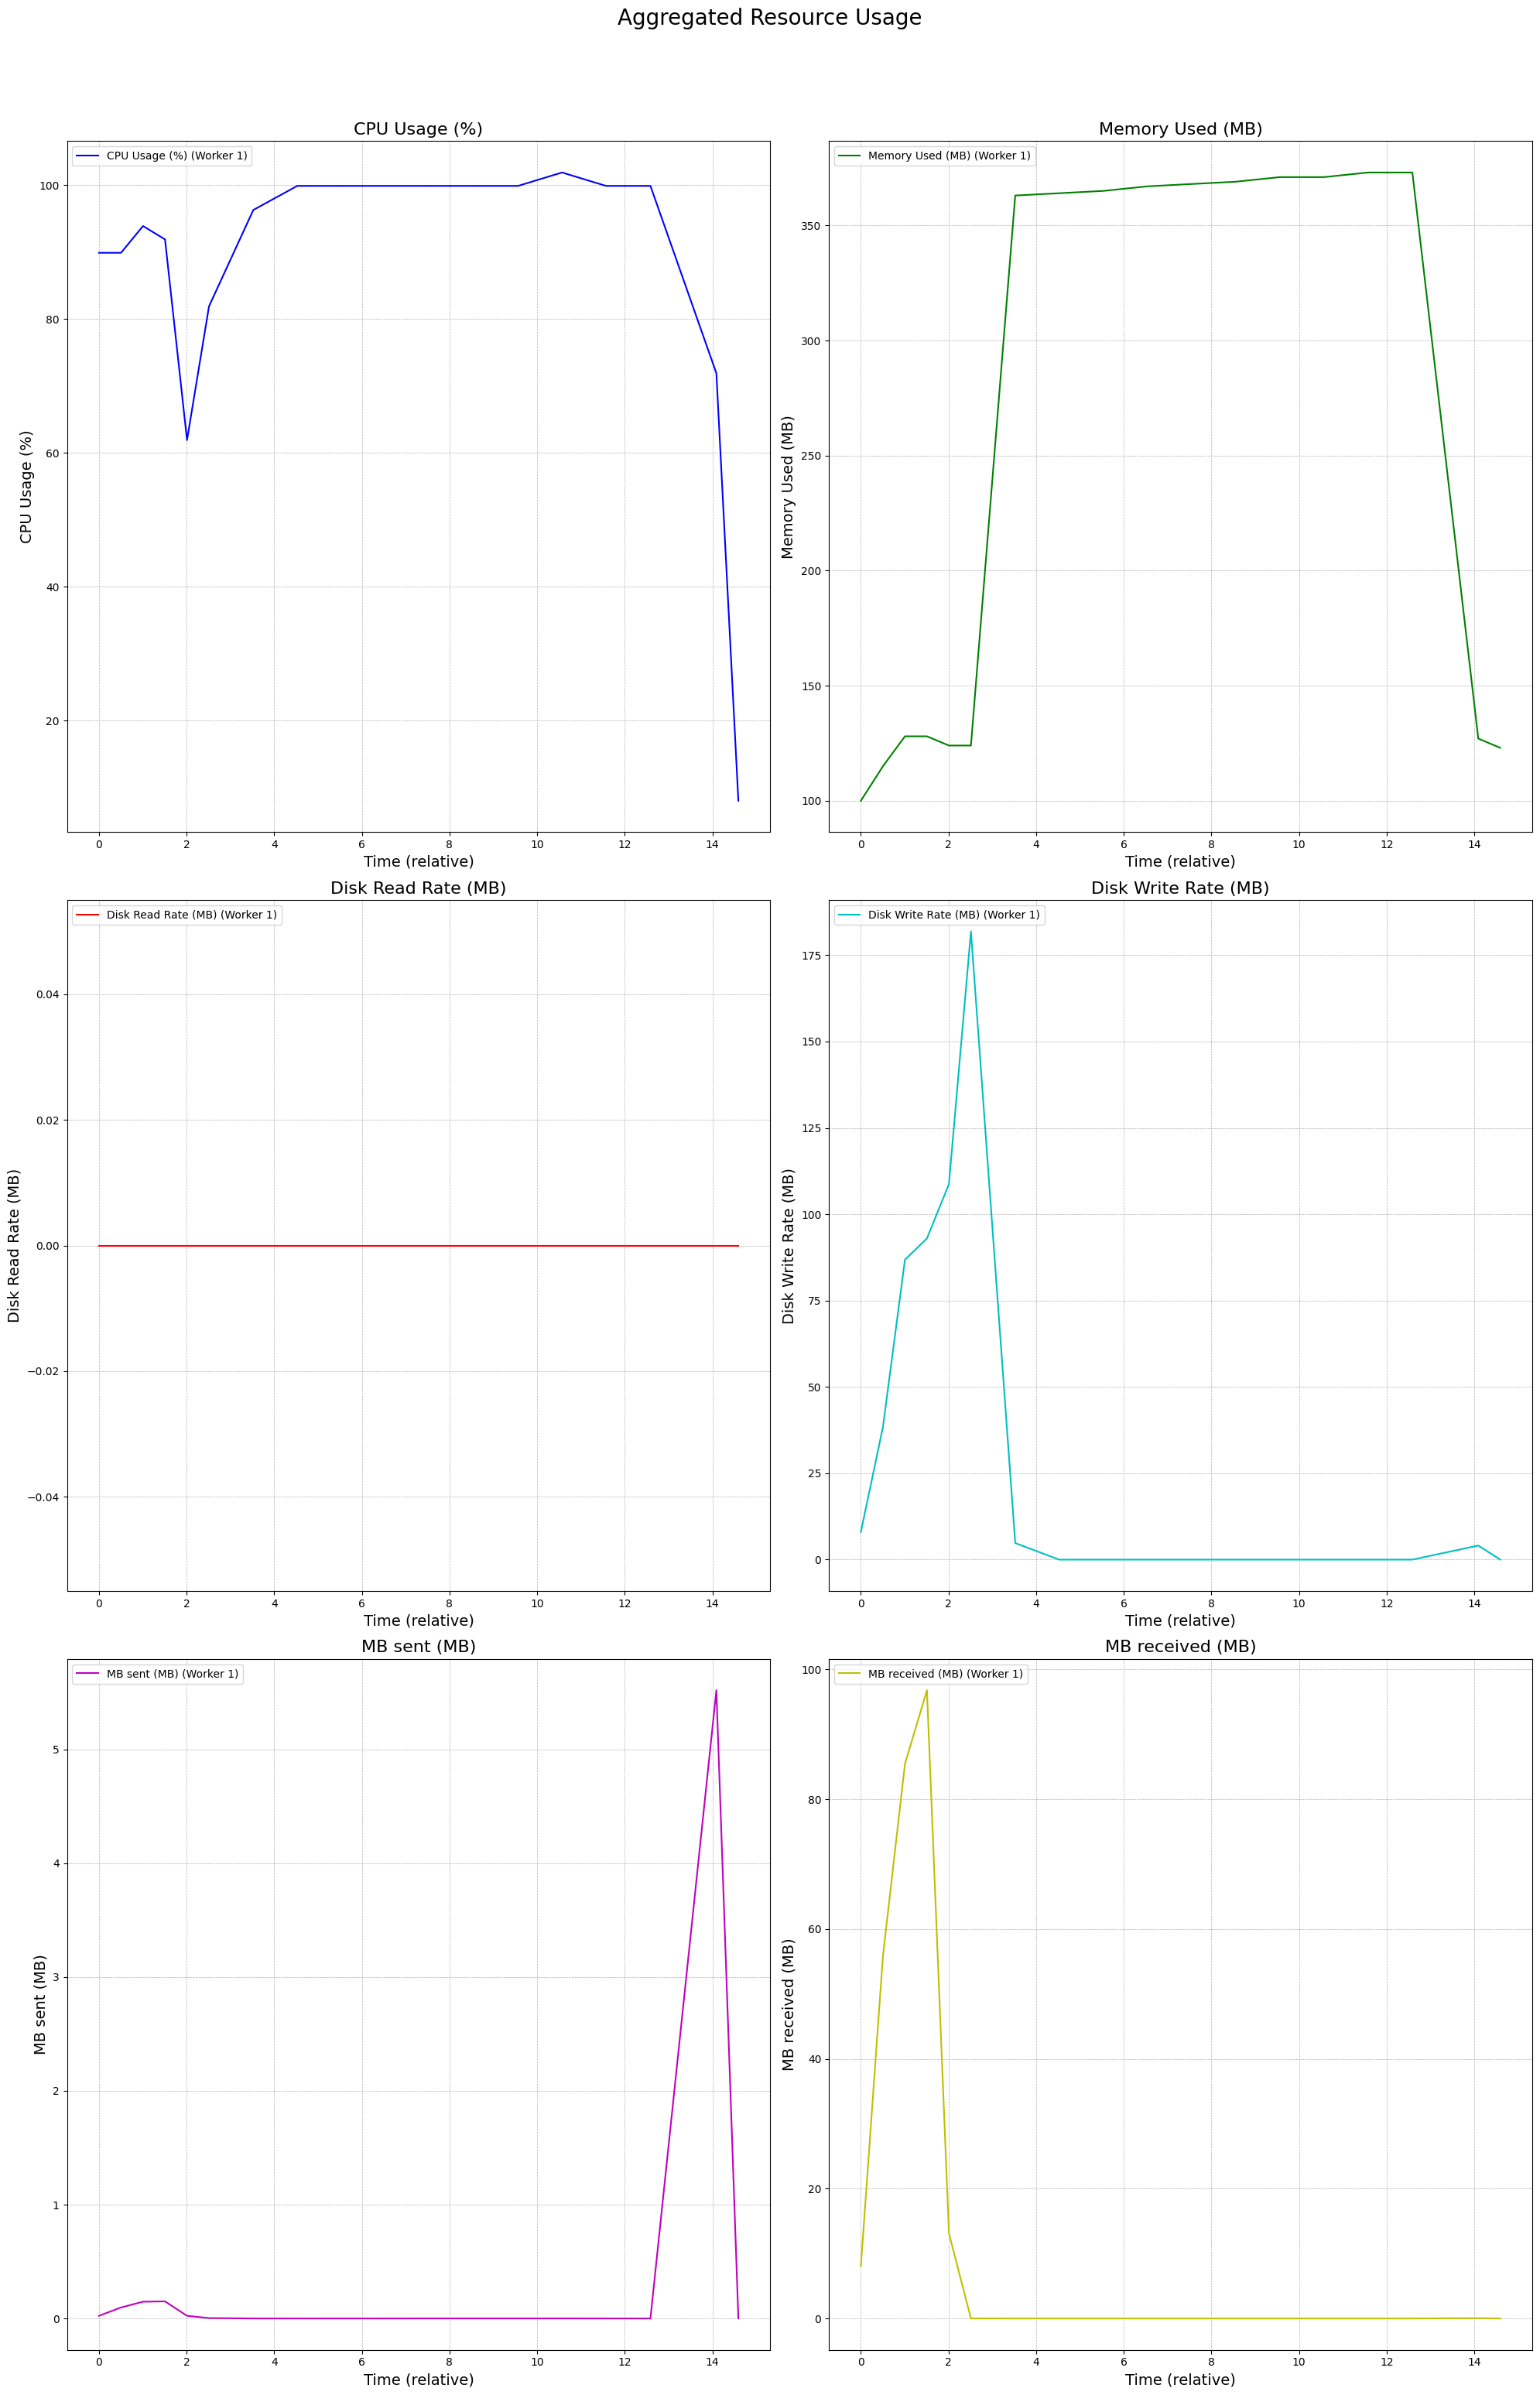 Aggregated Resource Usage
CPU Usage (%)
CPU Usage (%) (Worker 1)
100
80
60
40
20
CPU Usage (%)
0 2 4 6 8 10 12 14
Time (relative)
Memory Used (MB)
Memory Used (MB) (Worker 1)
350
300
250
200
150
100
Memory Used (MB)
0 2 4 6 8 10 12 14
Time (relative)
Disk Read Rate (MB)
Disk Read Rate (MB) (Worker 1)
0.04
0.02
0.00
−0.02
−0.04
Disk Read Rate (MB)
0 2 4 6 8 10 12 14
Time (relative)
Disk Write Rate (MB)
Disk Write Rate (MB) (Worker 1)
175
150
125
100
75
50
25
0
Disk Write Rate (MB)
0 2 4 6 8 10 12 14
Time (relative)
MB sent (MB)
MB sent (MB) (Worker 1)
5
4
3
2
1
0
MB sent (MB)
0 2 4 6 8 10 12 14
Time (relative)
MB received (MB)
MB received (MB) (Worker 1)
100
80
60
40
20
0
MB received (MB)
0 2 4 6 8 10 12 14
Time (relative)